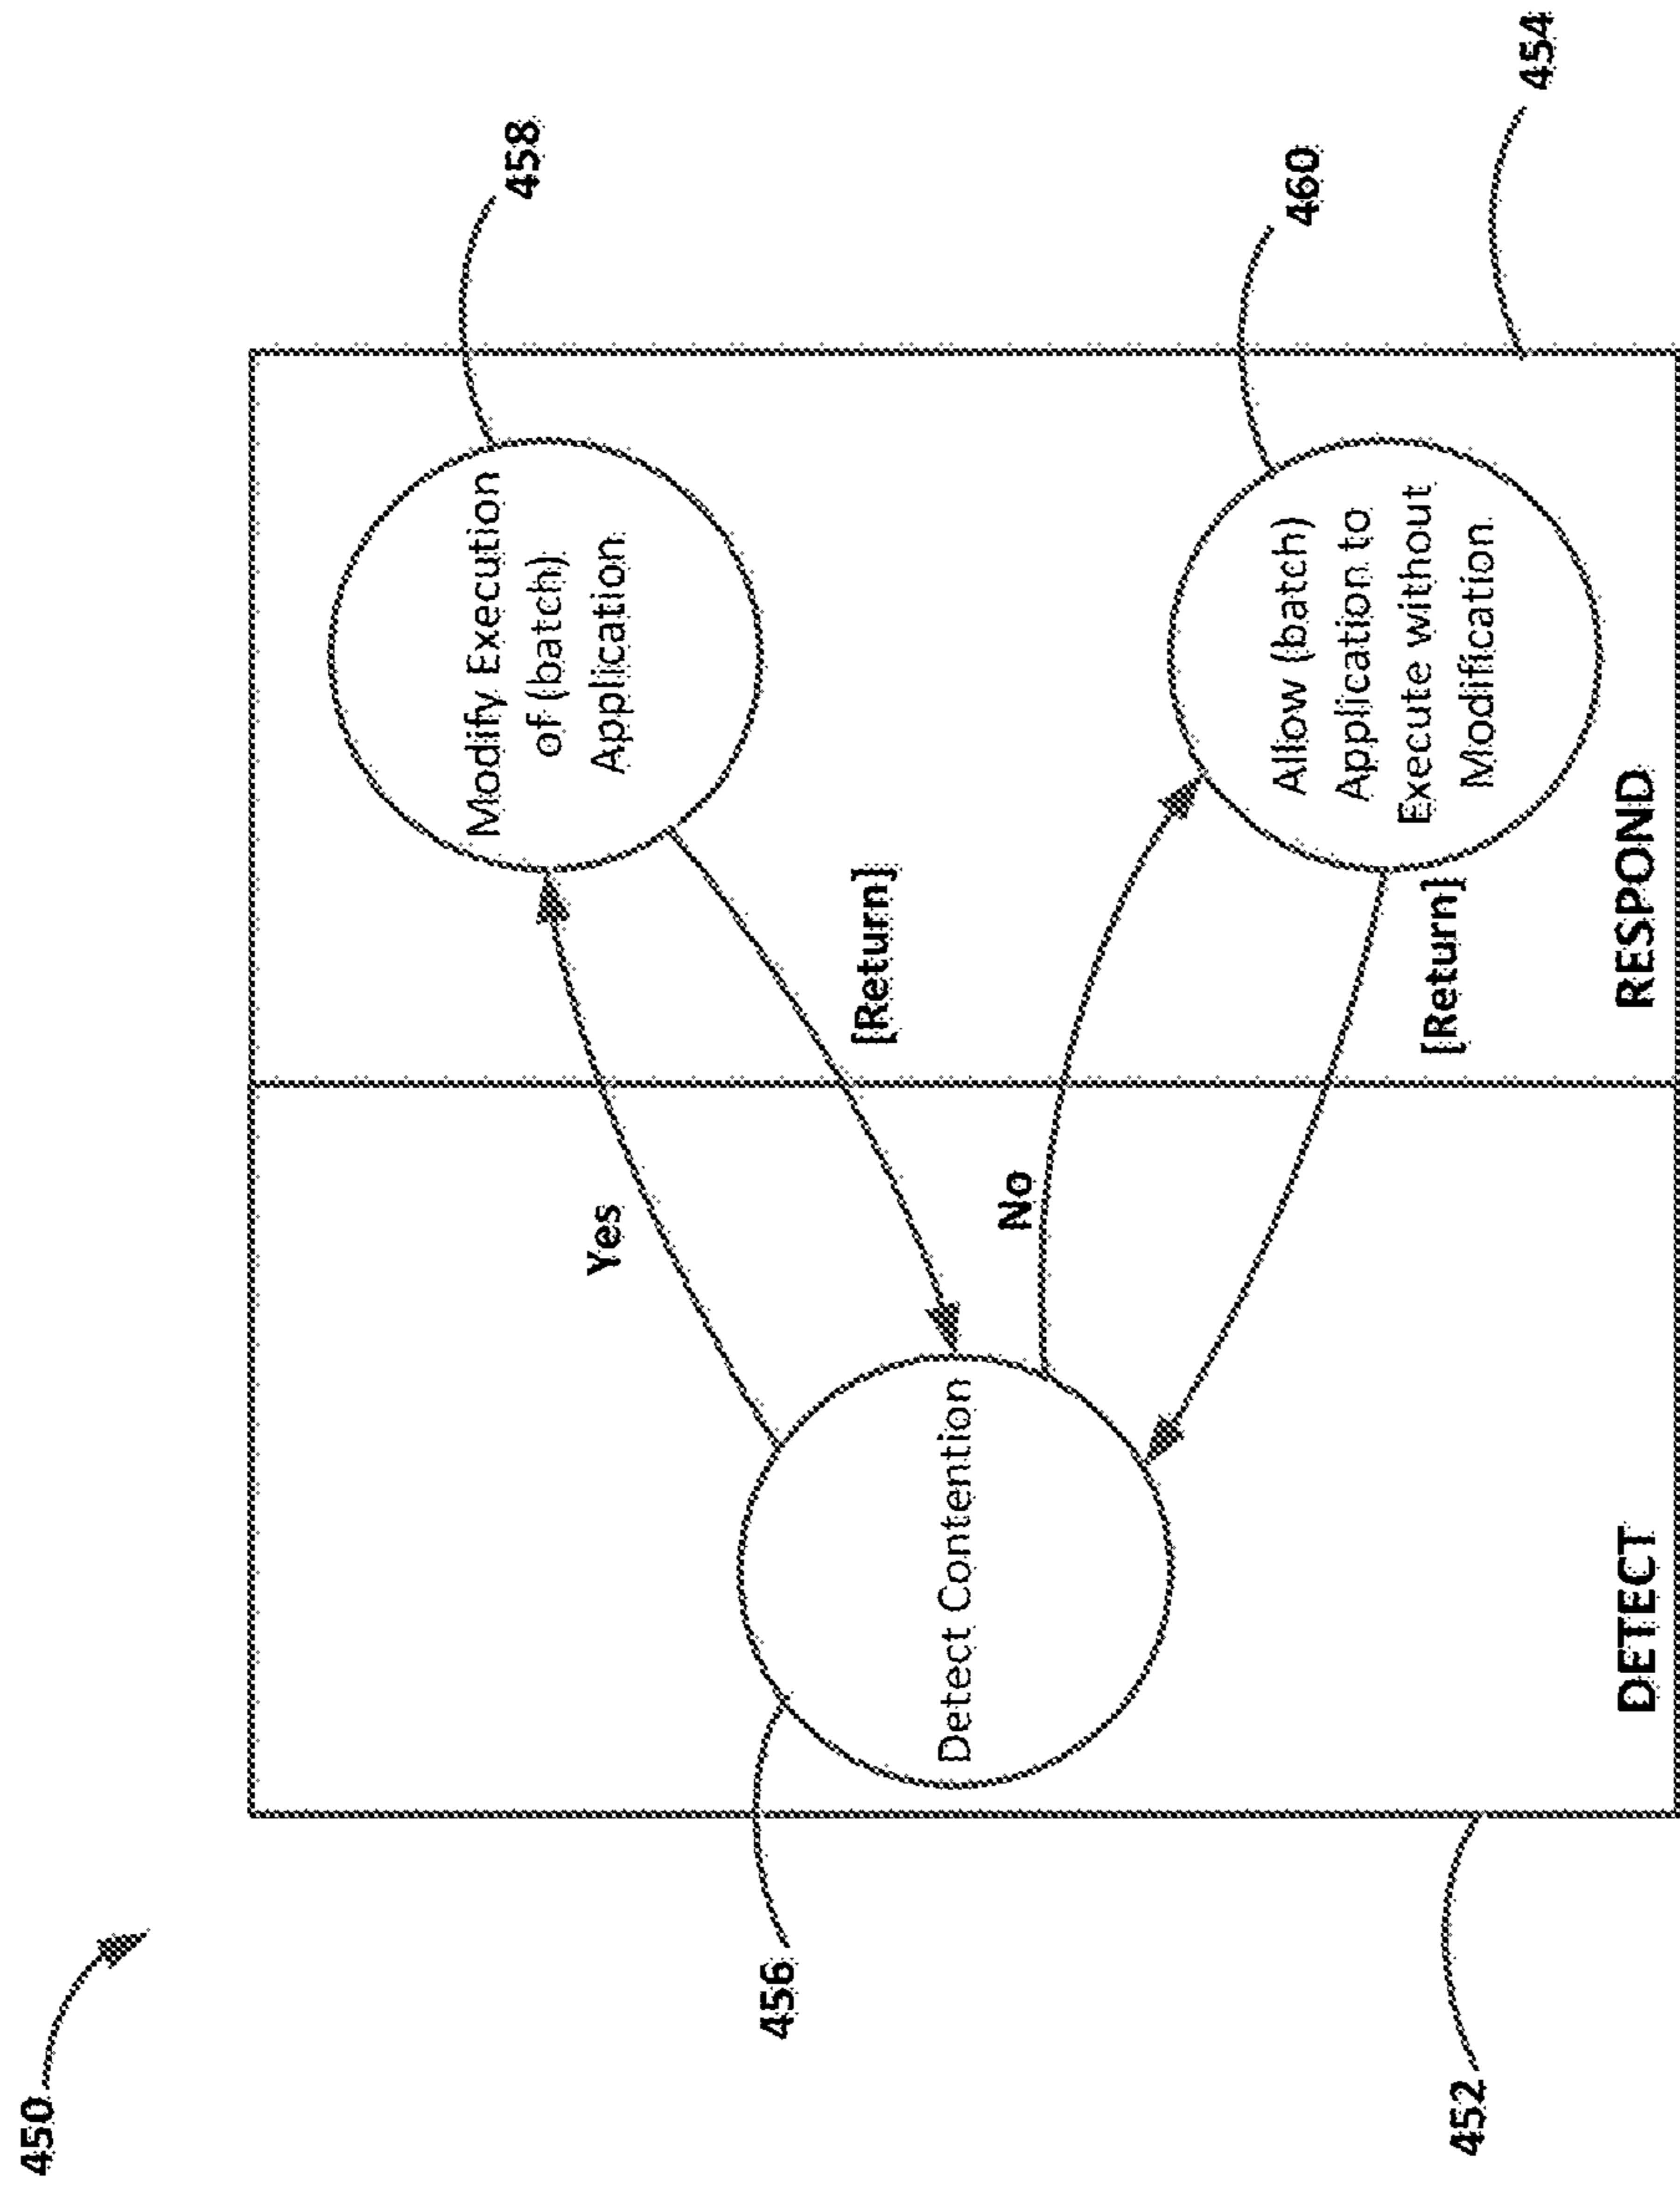 450
458
Modify Execution
of (batch)
Application
456
Yes
[Return]
Detect Contention
No
460
Allow (batch)
Application to
Execute without
Modification
[Return]
452
DETECT
RESPOND
454